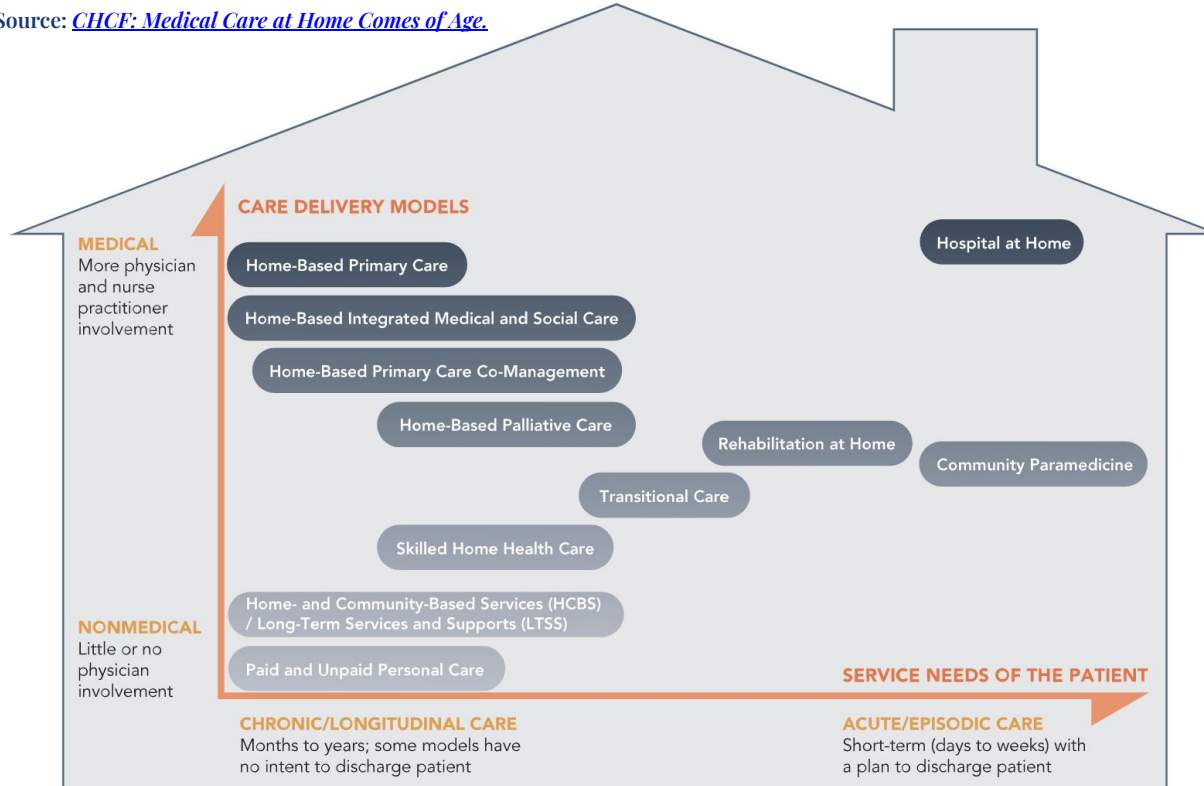 Source: CHCF: Medical Care at Home Comes of Age.
CARE DELIVERY MODELS
MEDICAL
More physician
and nurse
practitioner
involvement
Hospital at Home
Home-Based Primary Care
Home-Based Integrated Medical and Social Care
Home-Based Primary Care Co-Management
Home-Based Palliative Care
Rehabilitation at Home
Community Paramedicine
Transitional Care
Skilled Home Health Care
Home- and Community-Based Services (HCBS)
/ Long-Term Services and Supports (LTSS)
NONMEDICAL
Little or no
physician
involvement
Paid and Unpaid Personal Care
SERVICE NEEDS OF THE PATIENT
CHRONIC/LONGITUDINAL CARE
Months to years; some models have
no intent to discharge patient
ACUTE/EPISODIC CARE
Short-term (days to weeks) with
a plan to discharge patient